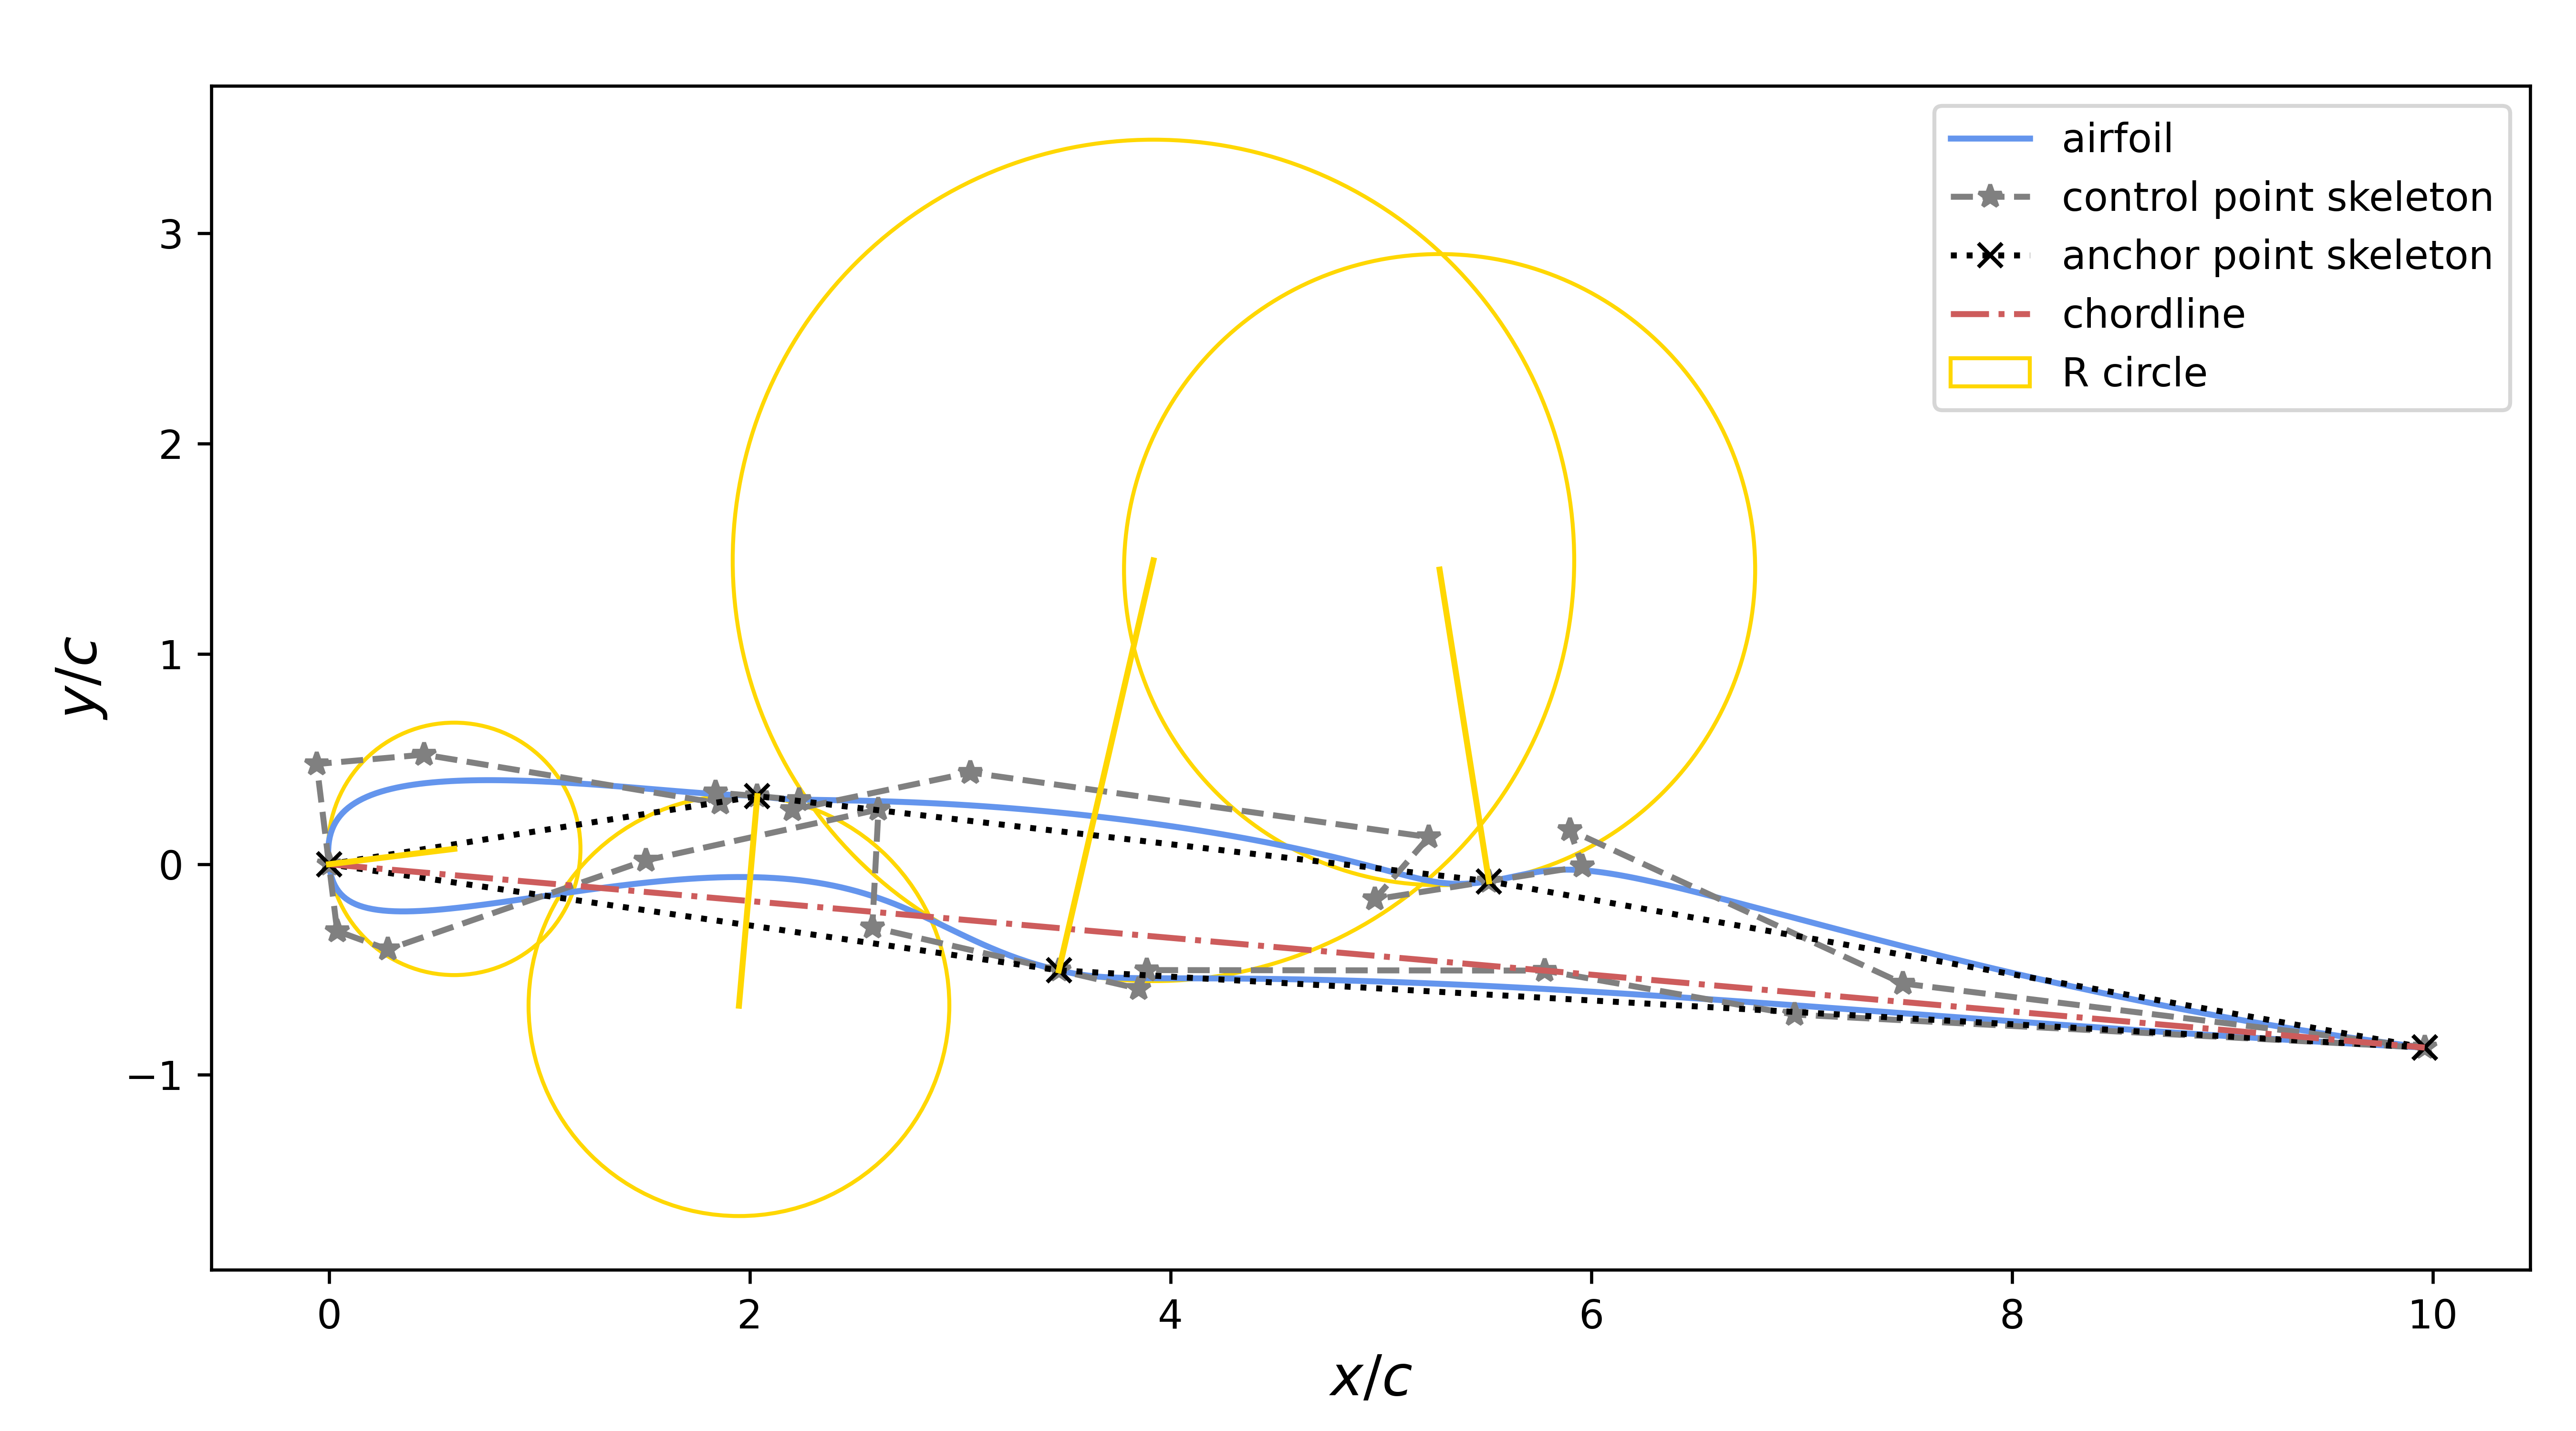 airfoil
control point skeleton
anchor point skeleton
chordline
R circle
3
2
1
0
−1
y/c
0 2 4 6 8 10
x/c